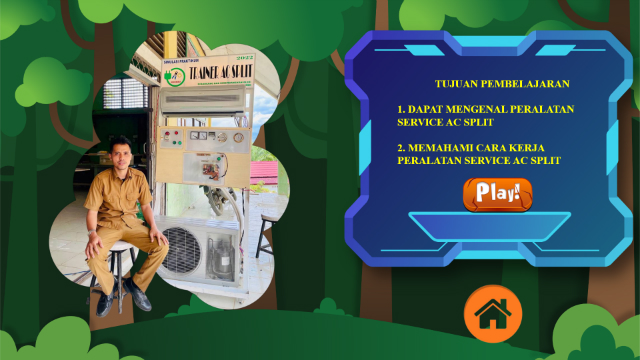 2022
TRAINER AC SPLIT
TUJUAN PEMBELAJARAN
1. DAPAT MENGENAL PERALATAN
SERVICE AC SPLIT
2. MEMAHAMI CARA KERJA
PERALATAN SERVICE AC SPLIT
Play!